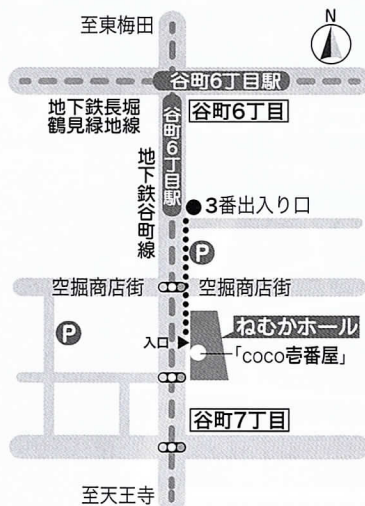 至東梅田
N
谷町6丁目駅
地下鉄長堀
鶴見緑地線
谷町6丁目
谷町6丁目駅
地下鉄谷町線
3番出入り口
P
空掘商店街
空掘商店街
P
ねむかホール
入口
「coco壱番屋」
谷町7丁目
至天王寺